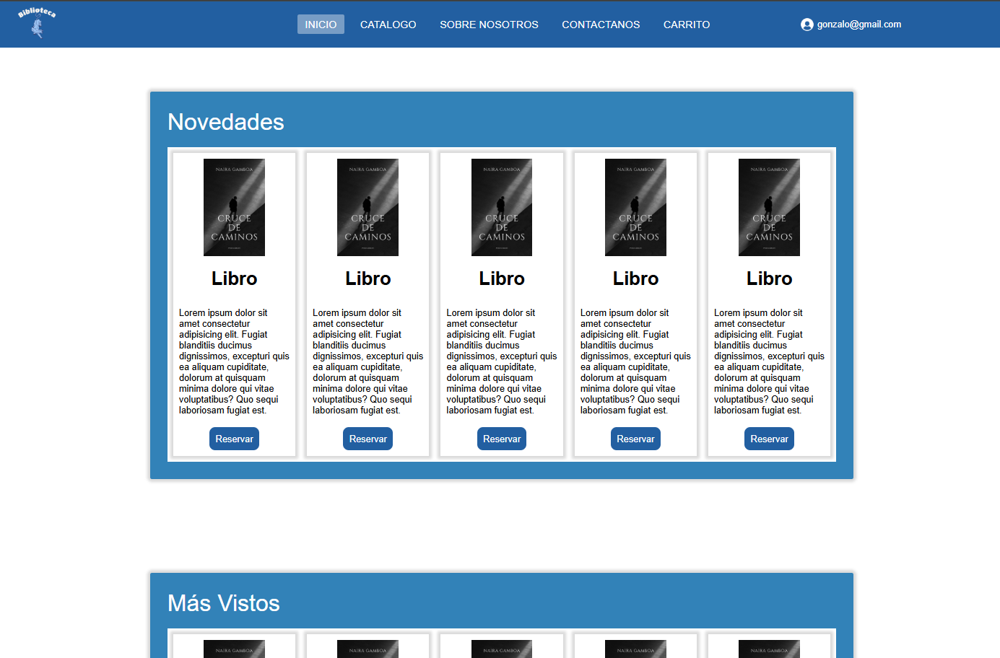 Biblioteca
INICIO CATALOGO SOBRE NOSOTROS CONTACTANOS CARRITO gonzalo@gmail.com
Novedades
NAIRA GAMBOA
CRUCE
DE
CAMINOS
Libro
Lorem ipsum dolor sit
amet consectetur
adipisicing elit. Fugiat
blanditiis ducimus
dignissimos, excepturi quis
ea aliquam cupiditate,
dolorum at quisquam
minima dolore qui vitae
voluptatibus? Quo sequi
laboriosam fugiat est.
Reservar
NAIRA GAMBOA
CRUCE
DE
CAMINOS
Libro
Lorem ipsum dolor sit
amet consectetur
adipisicing elit. Fugiat
blanditiis ducimus
dignissimos, excepturi quis
ea aliquam cupiditate,
dolorum at quisquam
minima dolore qui vitae
voluptatibus? Quo sequi
laboriosam fugiat est.
Reservar
NAIRA GAMBOA
CRUCE
DE
CAMINOS
Libro
Lorem ipsum dolor sit
amet consectetur
adipisicing elit. Fugiat
blanditiis ducimus
dignissimos, excepturi quis
ea aliquam cupiditate,
dolorum at quisquam
minima dolore qui vitae
voluptatibus? Quo sequi
laboriosam fugiat est.
Reservar
NAIRA GAMBOA
CRUCE
DE
CAMINOS
Libro
Lorem ipsum dolor sit
amet consectetur
adipisicing elit. Fugiat
blanditiis ducimus
dignissimos, excepturi quis
ea aliquam cupiditate,
dolorum at quisquam
minima dolore qui vitae
voluptatibus? Quo sequi
laboriosam fugiat est.
Reservar
NAIRA GAMBOA
CRUCE
DE
CAMINOS
Libro
Lorem ipsum dolor sit
amet consectetur
adipisicing elit. Fugiat
blanditiis ducimus
dignissimos, excepturi quis
ea aliquam cupiditate,
dolorum at quisquam
minima dolore qui vitae
voluptatibus? Quo sequi
laboriosam fugiat est.
Reservar
Más Vistos
NAIRA GAMBOA
NAIRA GAMBOA
NAIRA GAMBOA
NAIRA GAMBOA
NAIRA GAMBOA